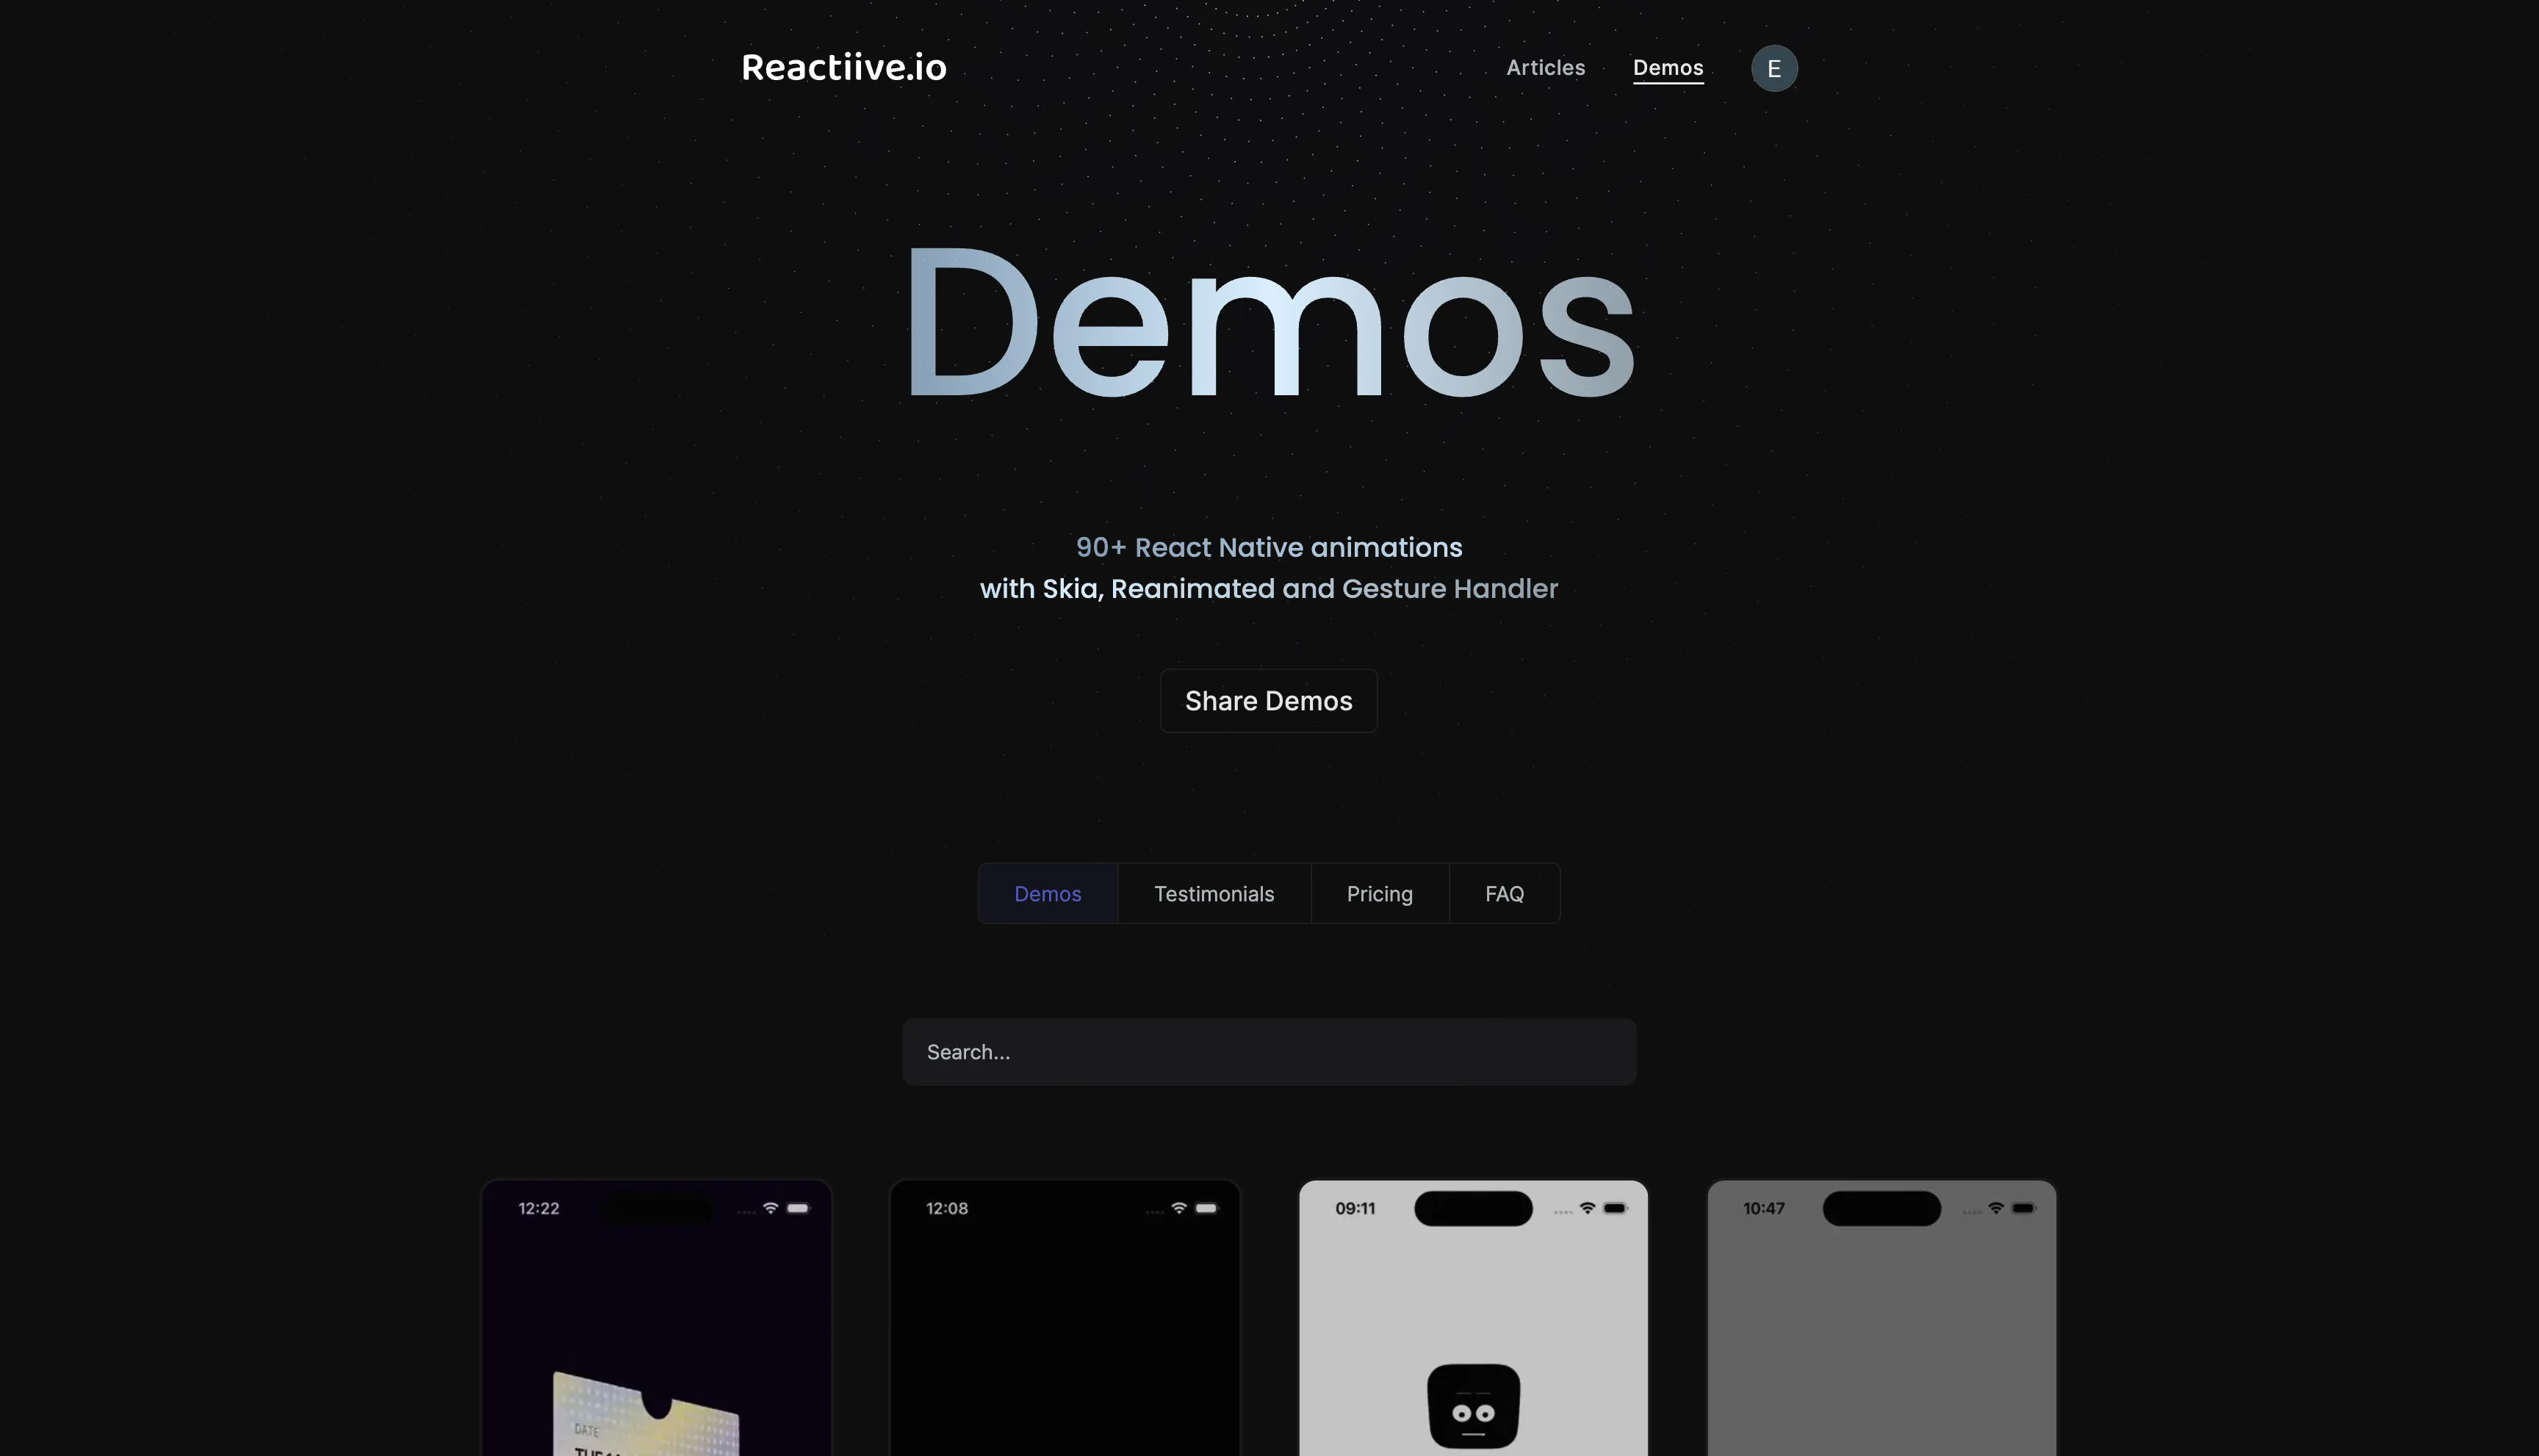 Reactiive.io
Articles
Demos
E
Demos
90+ React Native animations
with Skia, Reanimated and Gesture Handler
Share Demos
Demos
Testimonials
Pricing
FAQ
Search...
12:22
12:08
09:11
10:47
DATE